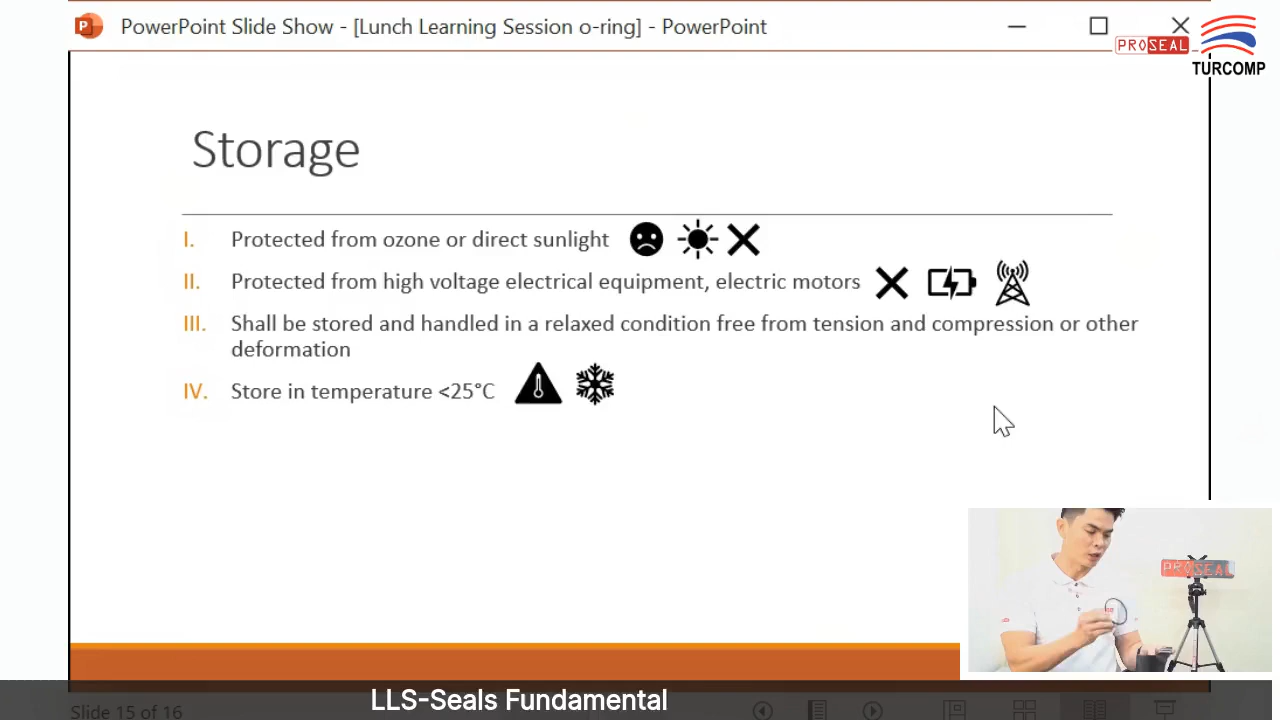 PowerPoint Slide Show - [Lunch Learning Session o-ring] - PowerPoint
PROSEAL
TURCOMP
Storage
I. Protected from ozone or direct sunlight
II. Protected from high voltage electrical equipment, electric motors
III. Shall be stored and handled in a relaxed condition free from tension and compression or other
deformation
IV. Store in temperature <25°C
PROSEAL
LLS-Seals Fundamental
Slide 15 of 16